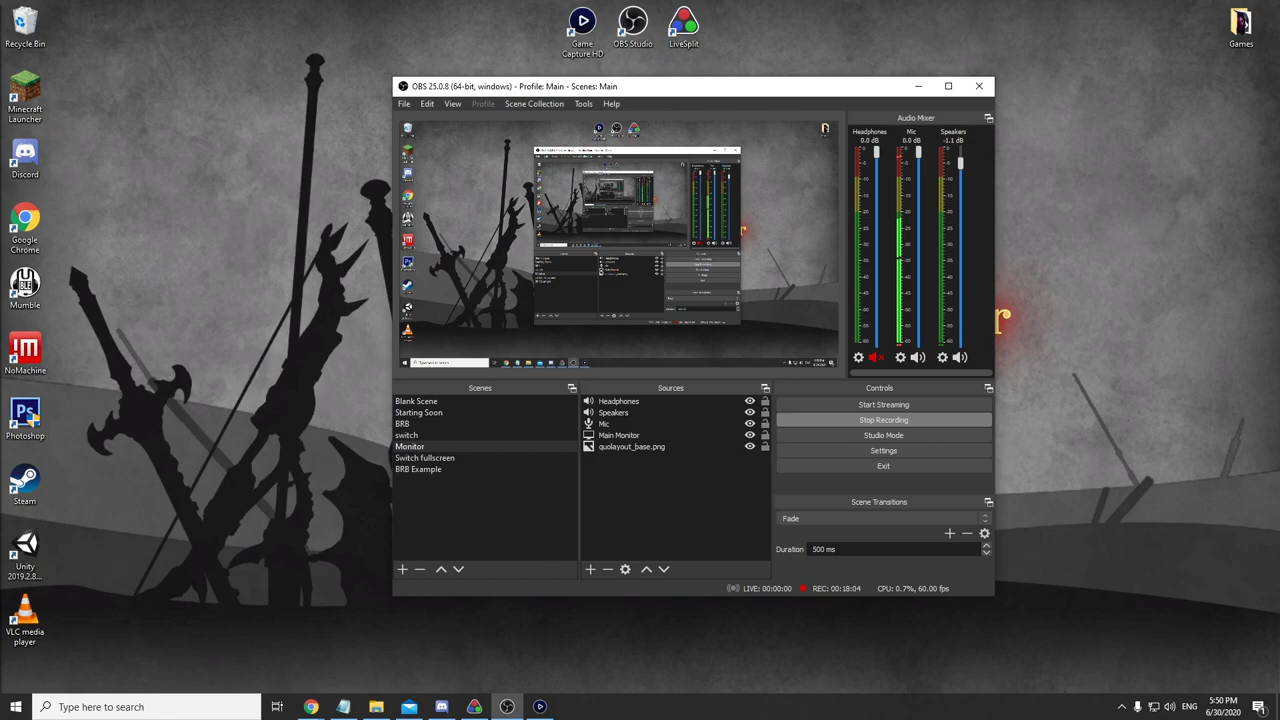 Recycle Bin
Minecraft
Launcher
Discord
Google
Chrome
Mumble
NoMachine
Photoshop
Steam
Unity
2019.2.8...
VLC media
player
Game
Capture HD
OBS Studio
LiveSplit
Games
OBS 25.0.8 (64-bit, windows) - Profile: Main - Scenes: Main
File Edit View Profile Scene Collection Tools Help
Audio Mixer
Headphones Mic Speakers
0.0 dB 0.0 dB -1.1 dB
Scenes
Blank Scene
Starting Soon
BRB
switch
Monitor
Switch fullscreen
BRB Example
Sources
Headphones
Speakers
Mic
Main Monitor
quolayout_base.png
Controls
Start Streaming
Stop Recording
Studio Mode
Settings
Exit
Scene Transitions
Fade
Duration 500 ms
LIVE: 00:00:00 REC: 00:18:04 CPU: 0.7%, 60.00 fps
r
Type here to search
ENG
5:50 PM
6/30/2020
1